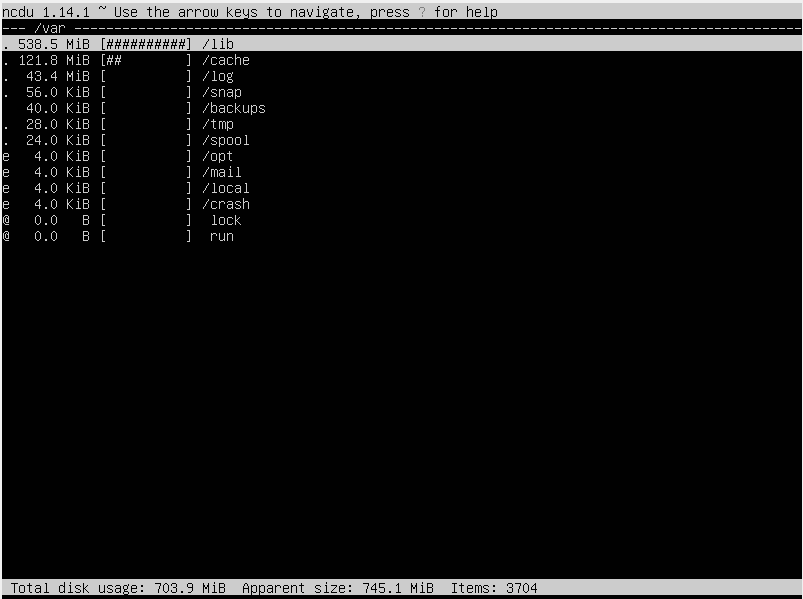 ncdu 1.14.1 ~ Use the arrow keys to navigate, press ? for help
--- /var -------------------------------------------------------------------------------------------
. 538.5 MiB [##########] /lib
. 121.8 MiB [##        ] /cache
.  43.4 MiB [          ] /log
.  56.0 KiB [          ] /snap
   40.0 KiB [          ] /backups
.  28.0 KiB [          ] /tmp
.  24.0 KiB [          ] /spool
e   4.0 KiB [          ] /opt
e   4.0 KiB [          ] /mail
e   4.0 KiB [          ] /local
e   4.0 KiB [          ] /crash
@   0.0   B [          ]  lock
@   0.0   B [          ]  run
Total disk usage: 703.9 MiB  Apparent size: 745.1 MiB  Items: 3704